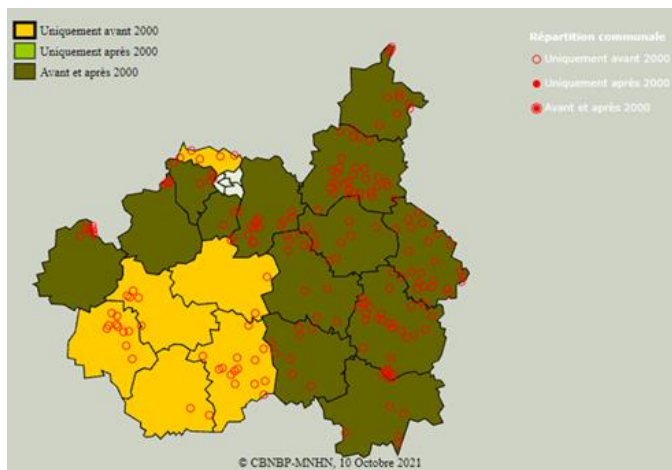 Uniquement avant 2000
Uniquement après 2000
Avant et après 2000
Répartition communale
Uniquement avant 2000
Uniquement après 2000
Avant et après 2000
© CBNBP-MNHN, 10 Octobre 2021